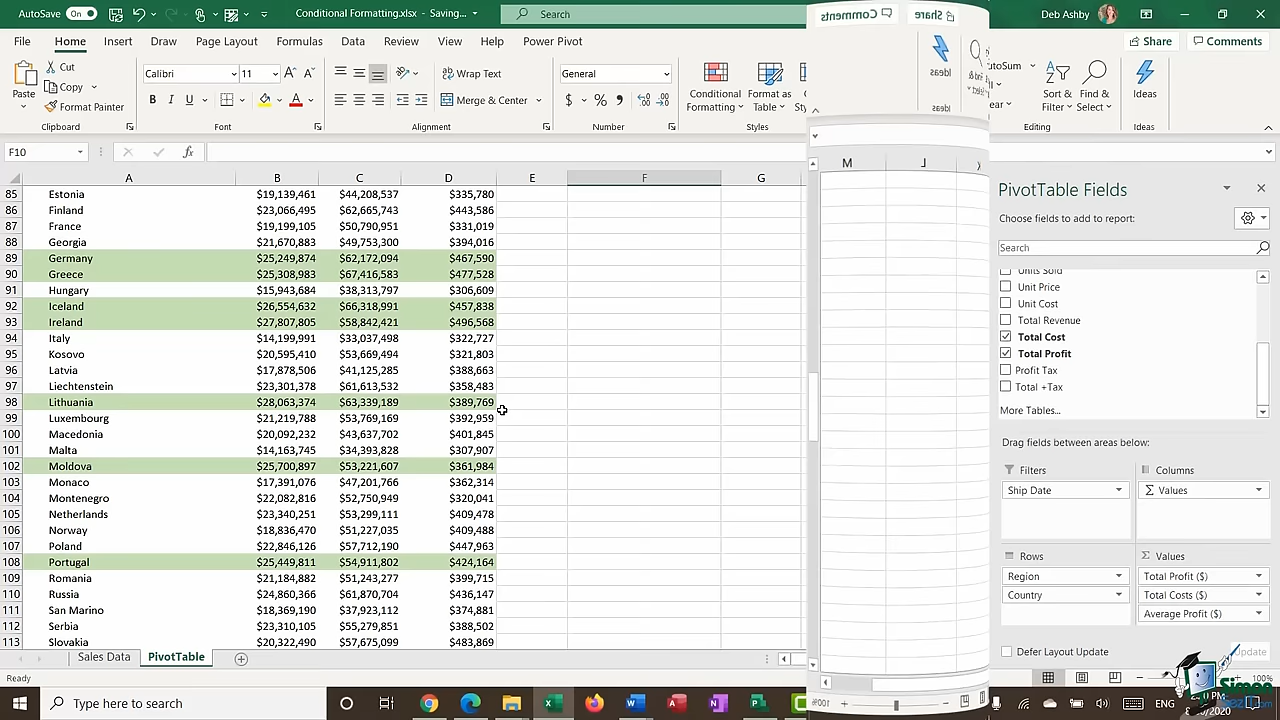 AutoSave On Conditional Formatting.xlsx - Saving... Search Deb Ashby
File Home Insert Draw Page Layout Formulas Data Review View Help Power Pivot Share Comments
Paste Cut Copy Format Painter Clipboard
Calibri 11 B I U A A A Font
Wrap Text Merge & Center Alignment
General $ % , Number
Conditional Formatting Format as Table Styles
AutoSum Sort & Filter Find & Select Editing
Ideas Ideas
Comments Share Ideas Ideas
F10 fx
A B C D E F G M L
85 Estonia $19,139,461 $44,208,537 $335,780
86 Finland $23,066,495 $62,665,743 $443,586
87 France $19,199,105 $50,790,951 $331,019
88 Georgia $21,670,883 $49,753,300 $394,016
89 Germany $25,249,874 $62,172,094 $467,590
90 Greece $25,308,983 $67,416,583 $477,528
91 Hungary $15,943,684 $38,313,797 $306,609
92 Iceland $26,554,632 $66,318,991 $457,838
93 Ireland $27,807,805 $58,842,421 $496,568
94 Italy $14,199,991 $33,037,498 $322,727
95 Kosovo $20,595,410 $53,669,494 $321,803
96 Latvia $17,878,506 $41,125,285 $388,663
97 Liechtenstein $23,301,378 $61,613,532 $358,483
98 Lithuania $28,063,374 $63,339,189 $389,769
99 Luxembourg $21,219,788 $53,769,169 $392,959
100 Macedonia $20,092,232 $43,637,702 $401,845
101 Malta $14,163,745 $34,393,828 $307,907
102 Moldova $25,700,897 $53,221,607 $361,984
103 Monaco $17,391,076 $47,201,766 $362,314
104 Montenegro $22,082,816 $52,750,949 $320,041
105 Netherlands $23,340,251 $53,299,111 $409,478
106 Norway $18,836,470 $51,227,035 $409,488
107 Poland $22,846,126 $57,712,190 $447,963
108 Portugal $25,449,811 $54,911,802 $424,164
109 Romania $21,184,882 $51,243,277 $399,715
110 Russia $24,860,366 $61,870,704 $436,147
111 San Marino $18,369,190 $37,923,112 $374,881
112 Serbia $23,310,105 $55,279,851 $388,502
113 Slovakia $20,322,490 $57,675,099 $483,869
Sales Data PivotTable
Ready
PivotTable Fields
Choose fields to add to report:
Search
Units Sold
Unit Price
Unit Cost
Total Revenue
Total Cost
Total Profit
Profit Tax
Total +Tax
More Tables...
Drag fields between areas below:
Filters Columns
Ship Date Values
Rows Values
Region Total Profit ($)
Country Total Costs ($)
Average Profit ($)
Defer Layout Update Update
100% 100%
Type here to search
Simon